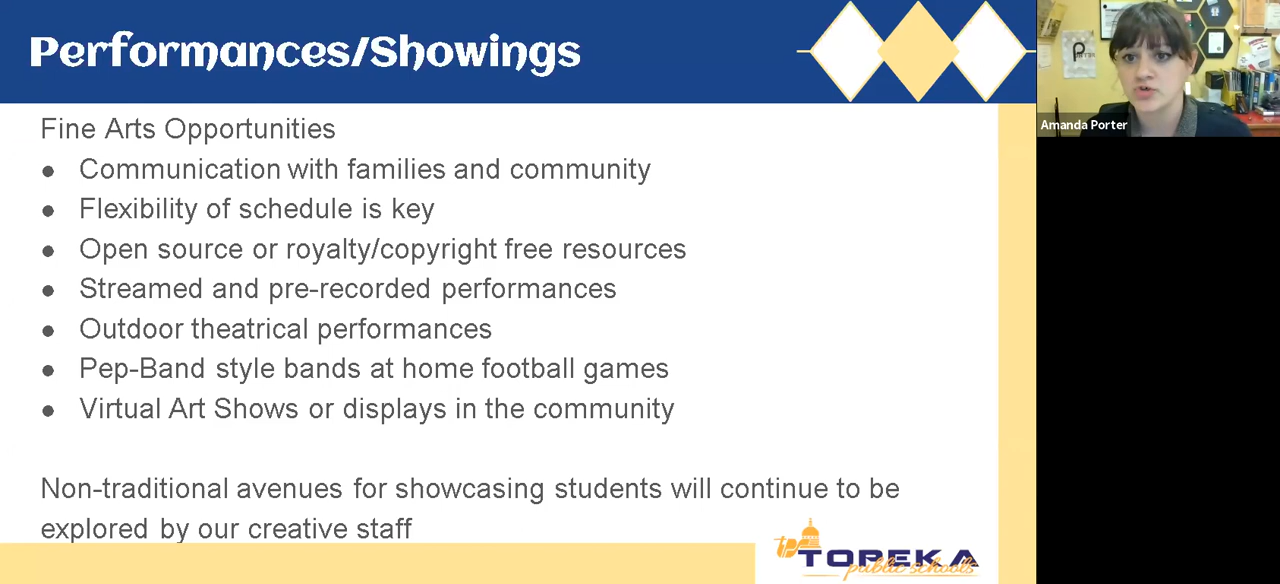 Performances/Showings
Fine Arts Opportunities
● Communication with families and community
● Flexibility of schedule is key
● Open source or royalty/copyright free resources
● Streamed and pre-recorded performances
● Outdoor theatrical performances
● Pep-Band style bands at home football games
● Virtual Art Shows or displays in the community
Non-traditional avenues for showcasing students will continue to be
explored by our creative staff
tps TOPEKA
public schools
Amanda Porter